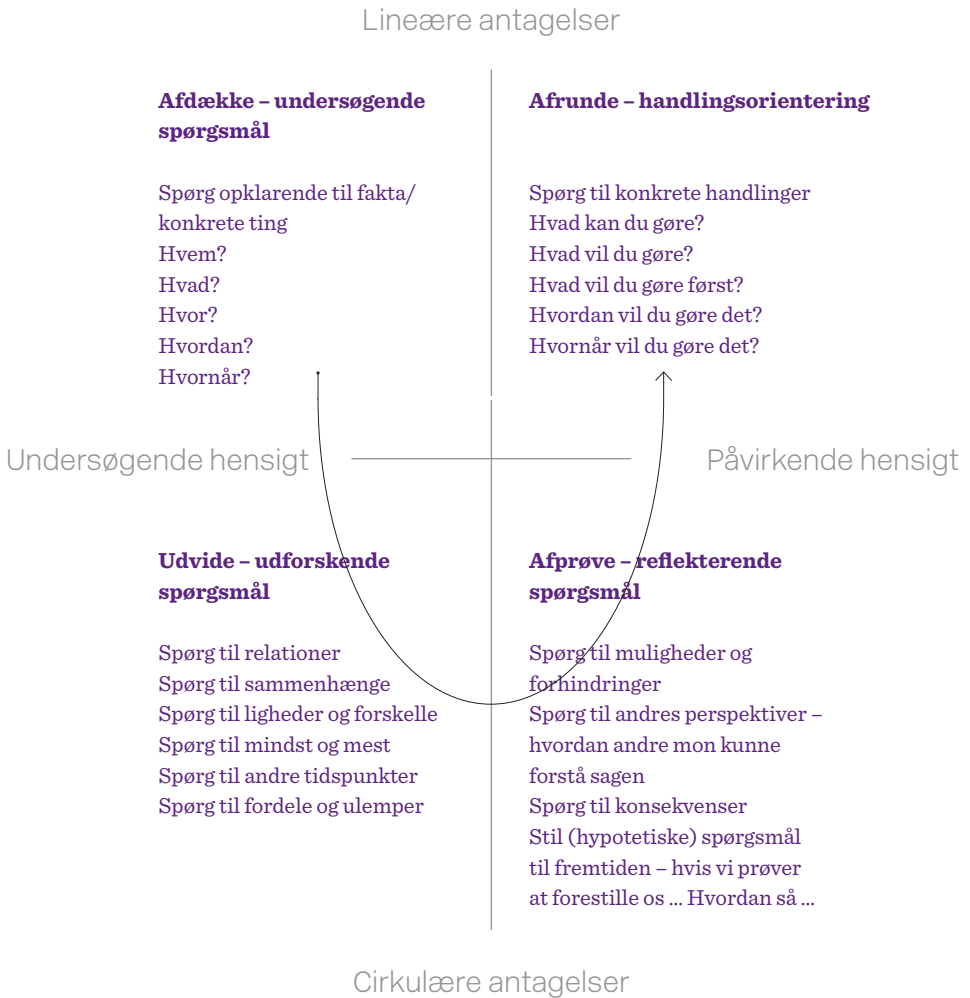 Lineære antagelser
Afdække – undersøgende
spørgsmål
Spørg opklarende til fakta/
konkrete ting
Hvem?
Hvad?
Hvor?
Hvordan?
Hvornår?
Afrunde – handlingsorientering
Spørg til konkrete handlinger
Hvad kan du gøre?
Hvad vil du gøre?
Hvad vil du gøre først?
Hvordan vil du gøre det?
Hvornår vil du gøre det?
Undersøgende hensigt
Påvirkende hensigt
Udvide – udforskende
spørgsmål
Spørg til relationer
Spørg til sammenhænge
Spørg til ligheder og forskelle
Spørg til mindst og mest
Spørg til andre tidspunkter
Spørg til fordele og ulemper
Afprøve – reflekterende
spørgsmål
Spørg til muligheder og
forhindringer
Spørg til andres perspektiver –
hvordan andre mon kunne
forstå sagen
Spørg til konsekvenser
Stil (hypotetiske) spørgsmål
til fremtiden – hvis vi prøver
at forestille os ... Hvordan så ...
Cirkulære antagelser